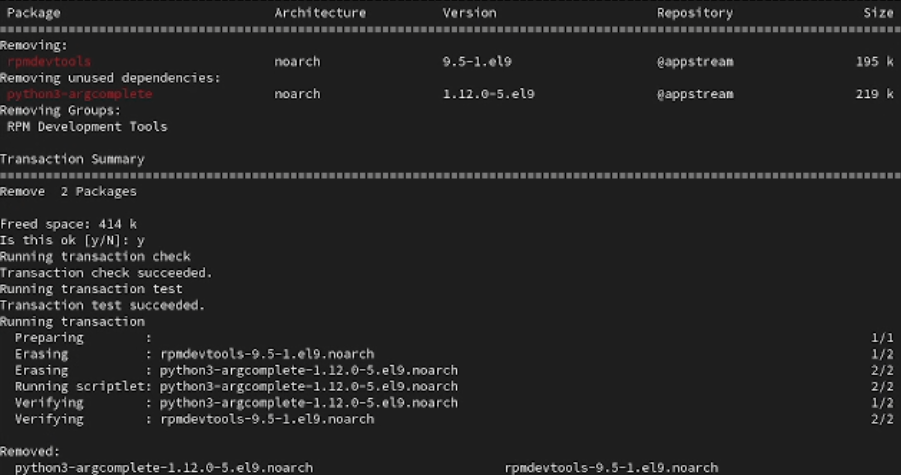 Package Architecture Version Repository Size
================================================================================
Removing:
rpmdevtools noarch 9.5-1.el9 @appstream 195 k
Removing unused dependencies:
python3-argcomplete noarch 1.12.0-5.el9 @appstream 219 k
Removing Groups:
RPM Development Tools
Transaction Summary
================================================================================
Remove 2 Packages
Freed space: 414 k
Is this ok [y/N]: y
Running transaction check
Transaction check succeeded.
Running transaction test
Transaction test succeeded.
Running transaction
Preparing : 1/1
Erasing : rpmdevtools-9.5-1.el9.noarch 1/2
Erasing : python3-argcomplete-1.12.0-5.el9.noarch 2/2
Running scriptlet: python3-argcomplete-1.12.0-5.el9.noarch 2/2
Verifying : python3-argcomplete-1.12.0-5.el9.noarch 1/2
Verifying : rpmdevtools-9.5-1.el9.noarch 2/2
Removed:
python3-argcomplete-1.12.0-5.el9.noarch rpmdevtools-9.5-1.el9.noarch